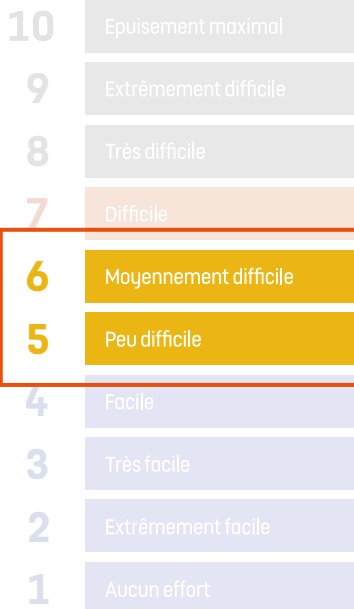 10 Epuisement maximal
9 Extrêmement difficile
8 Très difficile
7 Difficile
6 Moyennement difficile
5 Peu difficile
4 Facile
3 Très facile
2 Extrêmement facile
1 Aucun effort